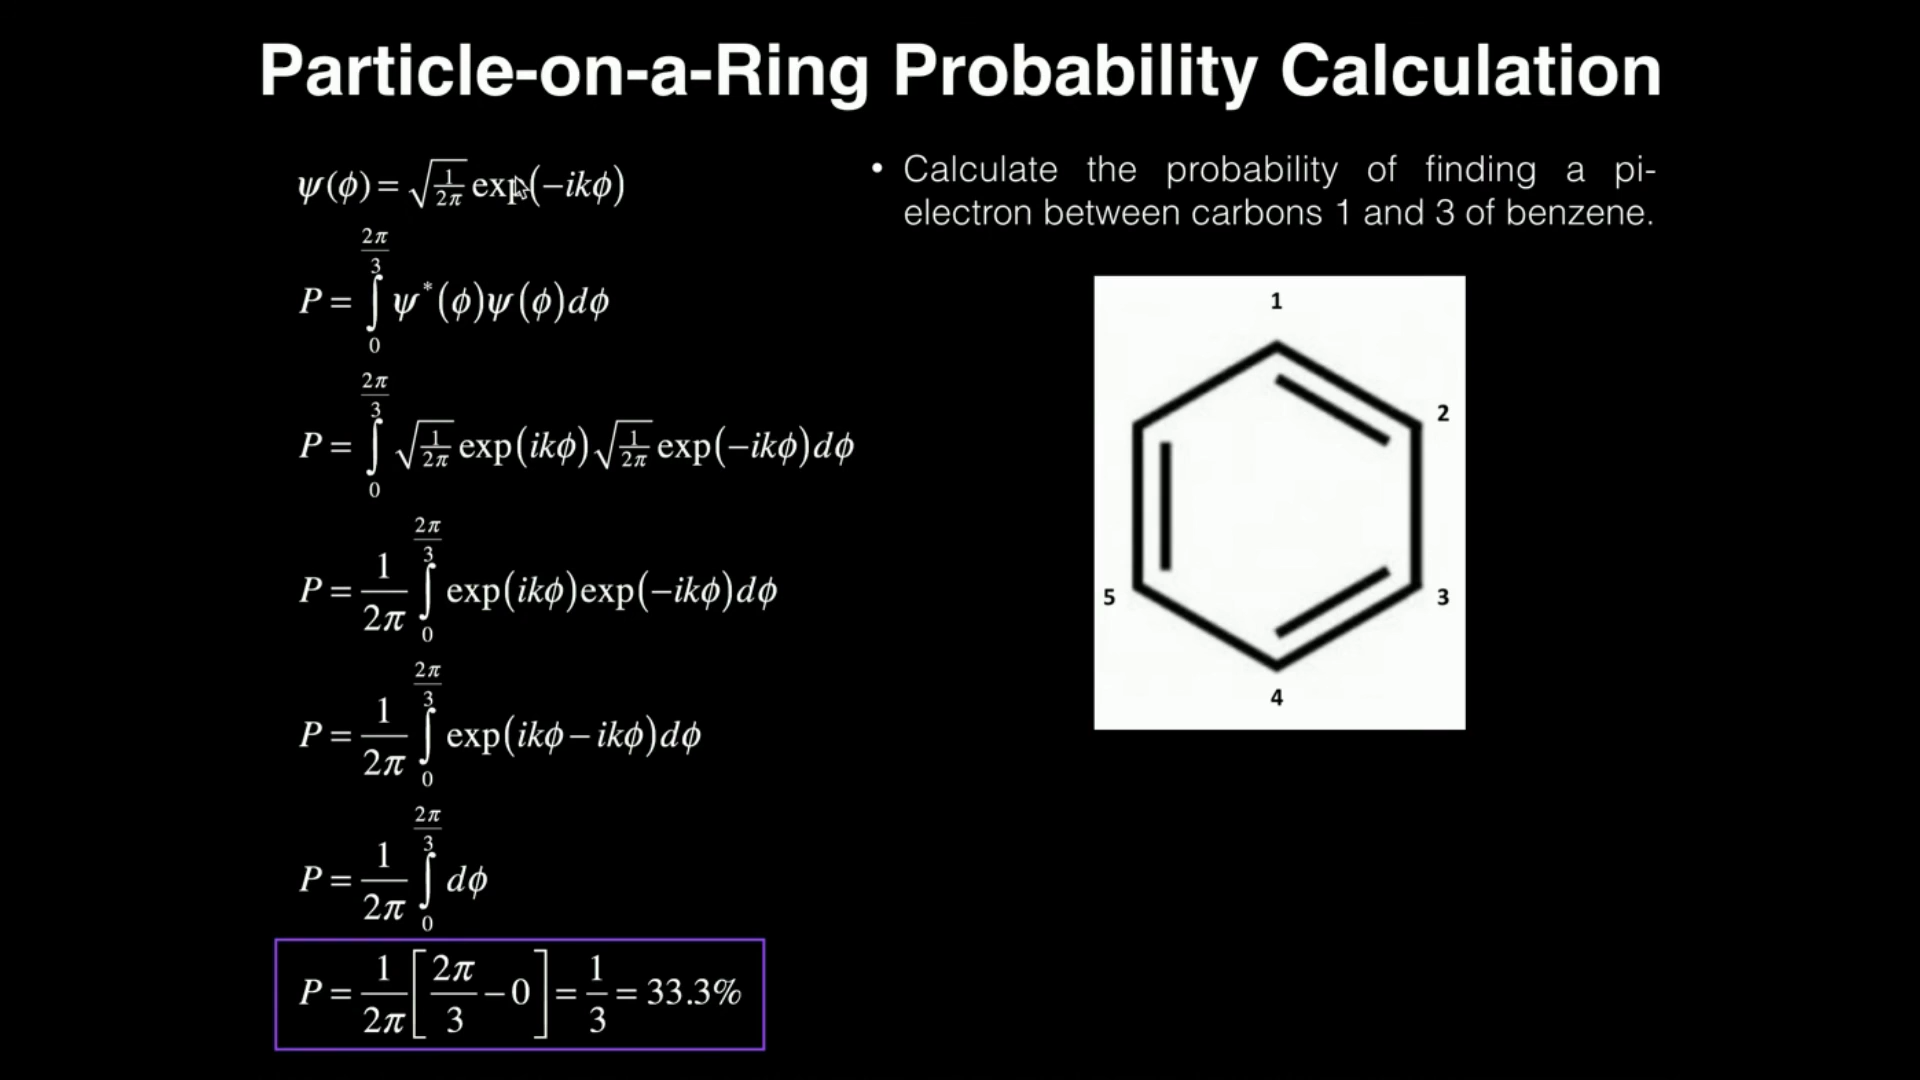 Particle-on-a-Ring Probability Calculation
ψ(ϕ) = √(1/2π) exp(−ikϕ)
P = ∫₀^(2π/3) ψ*(ϕ)ψ(ϕ)dϕ
P = ∫₀^(2π/3) √(1/2π) exp(ikϕ) √(1/2π) exp(−ikϕ)dϕ
P = 1/2π ∫₀^(2π/3) exp(ikϕ)exp(−ikϕ)dϕ
P = 1/2π ∫₀^(2π/3) exp(ikϕ − ikϕ)dϕ
P = 1/2π ∫₀^(2π/3) dϕ
P = 1/2π [2π/3 − 0] = 1/3 = 33.3%
• Calculate the probability of finding a pi-
electron between carbons 1 and 3 of benzene.
1
2
5
3
4